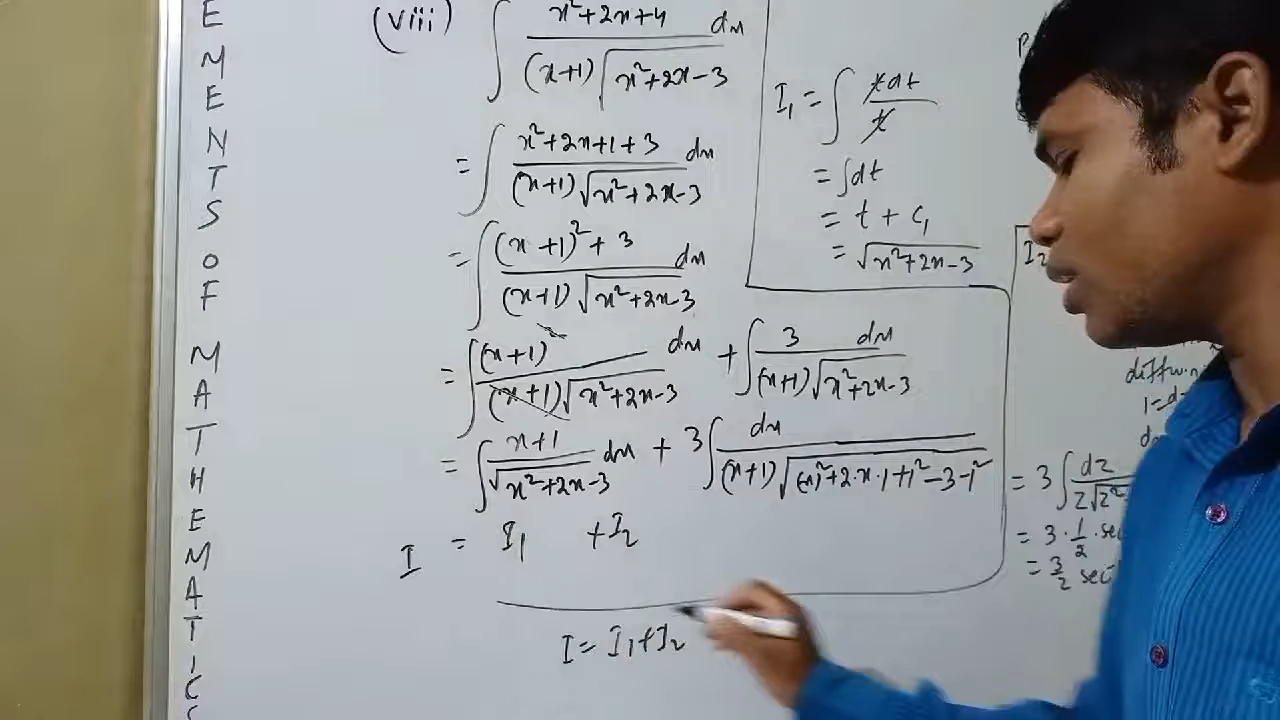 E
M
E
N
T
S
O
F
M
A
T
H
E
M
A
T
I
C
S
(viii) ∫ x²+2x+4 / (x+1)√x²+2x-3 dx
= ∫ x²+2x+1+3 / (x+1)√x²+2x-3 dx
= ∫ (x+1)²+3 / (x+1)√x²+2x-3 dx
= ∫ (x+1)² / (x+1)√x²+2x-3 dx + ∫ 3 dx / (x+1)√x²+2x-3
= ∫ x+1 / √x²+2x-3 dx + 3∫ dx / (x+1)√(x)²+2·x·1+1²-3-1²
I = I₁ + I₂
I = I₁+I₂
I₁ = ∫ t dt / t
= ∫dt
= t + c₁
= √x²+2x-3
I₂
= 3∫ dz / z√z²
= 3·1/2·sec
= 3/2 sec